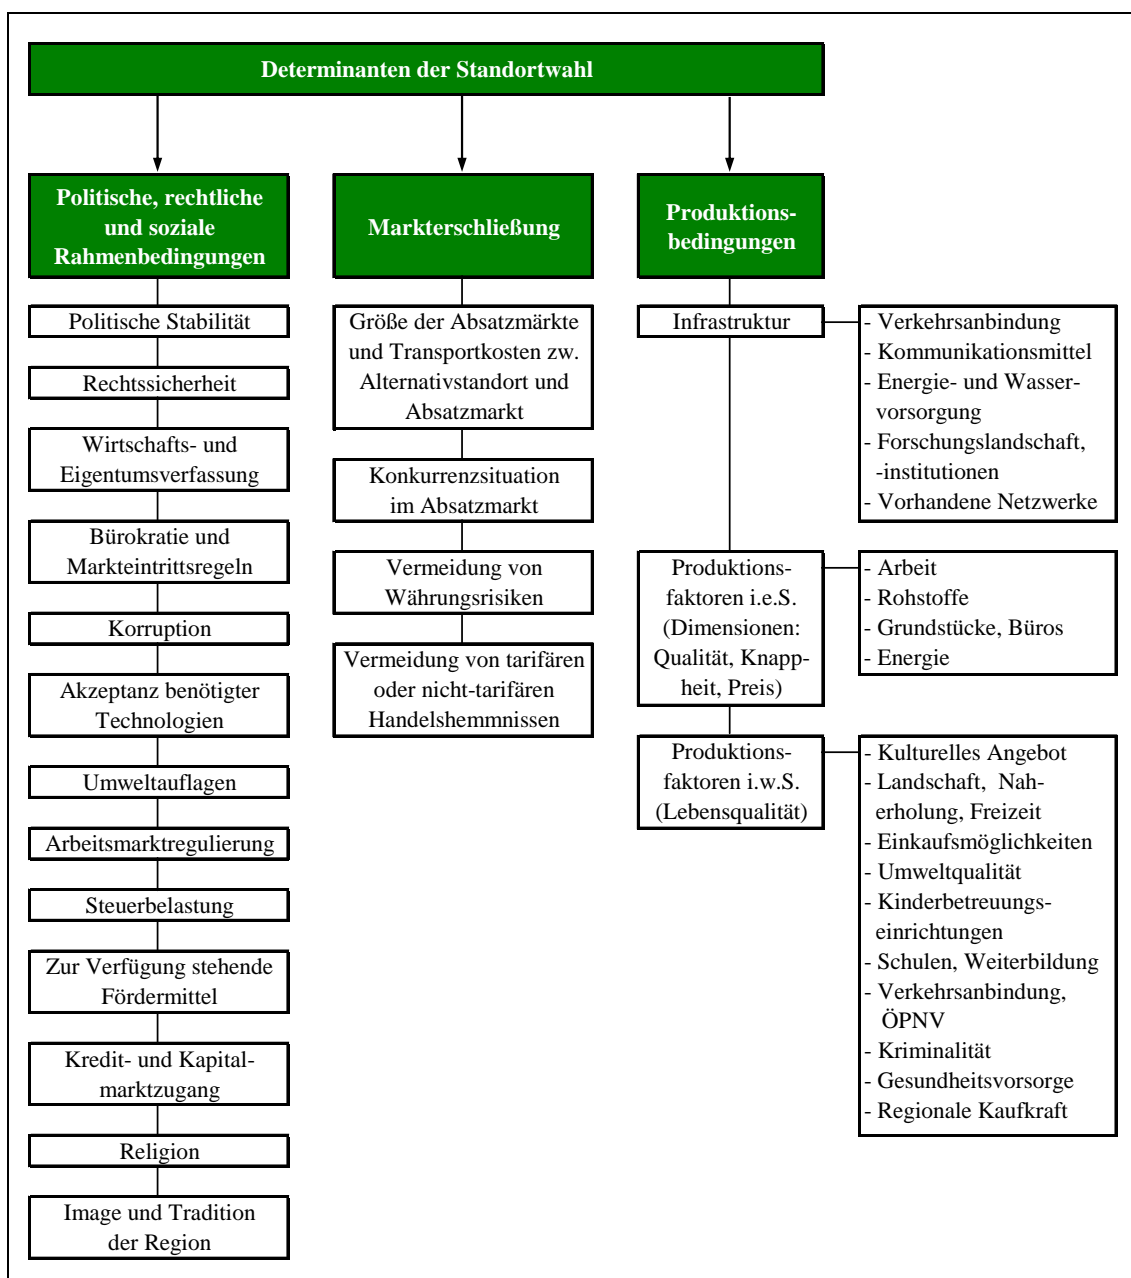 Determinanten der Standortwahl
Politische, rechtliche
und soziale
Rahmenbedingungen
Politische Stabilität
Rechtssicherheit
Wirtschafts- und
Eigentumsverfassung
Bürokratie und
Markteintrittsregeln
Korruption
Akzeptanz benötigter
Technologien
Umweltauflagen
Arbeitsmarktregulierung
Steuerbelastung
Zur Verfügung stehende
Fördermittel
Kredit- und Kapital-
marktzugang
Religion
Image und Tradition
der Region
Markterschließung
Größe der Absatzmärkte
und Transportkosten zw.
Alternativstandort und
Absatzmarkt
Konkurrenzsituation
im Absatzmarkt
Vermeidung von
Währungsrisiken
Vermeidung von tarifären
oder nicht-tarifären
Handelshemmnissen
Produktions-
bedingungen
Infrastruktur
- Verkehrsanbindung
- Kommunikationsmittel
- Energie- und Wasser-
vorsorgung
- Forschungslandschaft,
-institutionen
- Vorhandene Netzwerke
Produktions-
faktoren i.e.S.
(Dimensionen:
Qualität, Knapp-
heit, Preis)
- Arbeit
- Rohstoffe
- Grundstücke, Büros
- Energie
Produktions-
faktoren i.w.S.
(Lebensqualität)
- Kulturelles Angebot
- Landschaft, Nah-
erholung, Freizeit
- Einkaufsmöglichkeiten
- Umweltqualität
- Kinderbetreuungs-
einrichtungen
- Schulen, Weiterbildung
- Verkehrsanbindung,
ÖPNV
- Kriminalität
- Gesundheitsvorsorge
- Regionale Kaufkraft